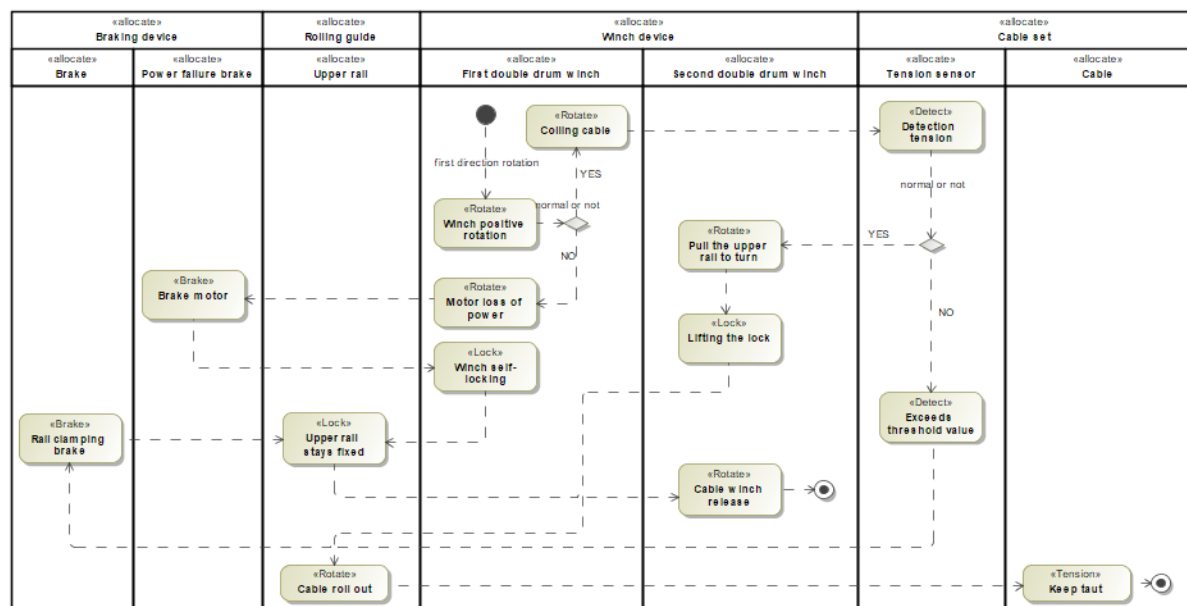 «allocate»
Braking device
«allocate»
Rolling guide
«allocate»
Winch device
«allocate»
Cable set
«allocate»
Brake
«allocate»
Power failure brake
«allocate»
Upper rail
«allocate»
First double drum winch
«allocate»
Second double drum winch
«allocate»
Tension sensor
«allocate»
Cable
«Rotate»
Coiling cable
«Detect»
Detection
tension
first direction rotation
YES
normal or not
«Rotate»
Winch positive
rotation
normal or not
«Rotate»
Pull the upper
rail to turn
YES
NO
«Brake»
Brake motor
«Rotate»
Motor loss of
power
«Lock»
Lifting the lock
NO
«Lock»
Winch self-
locking
«Brake»
Rail clamping
brake
«Lock»
Upper rail
stays fixed
«Detect»
Exceeds
threshold value
«Rotate»
Cable winch
release
«Rotate»
Cable roll out
«Tension»
Keep taut